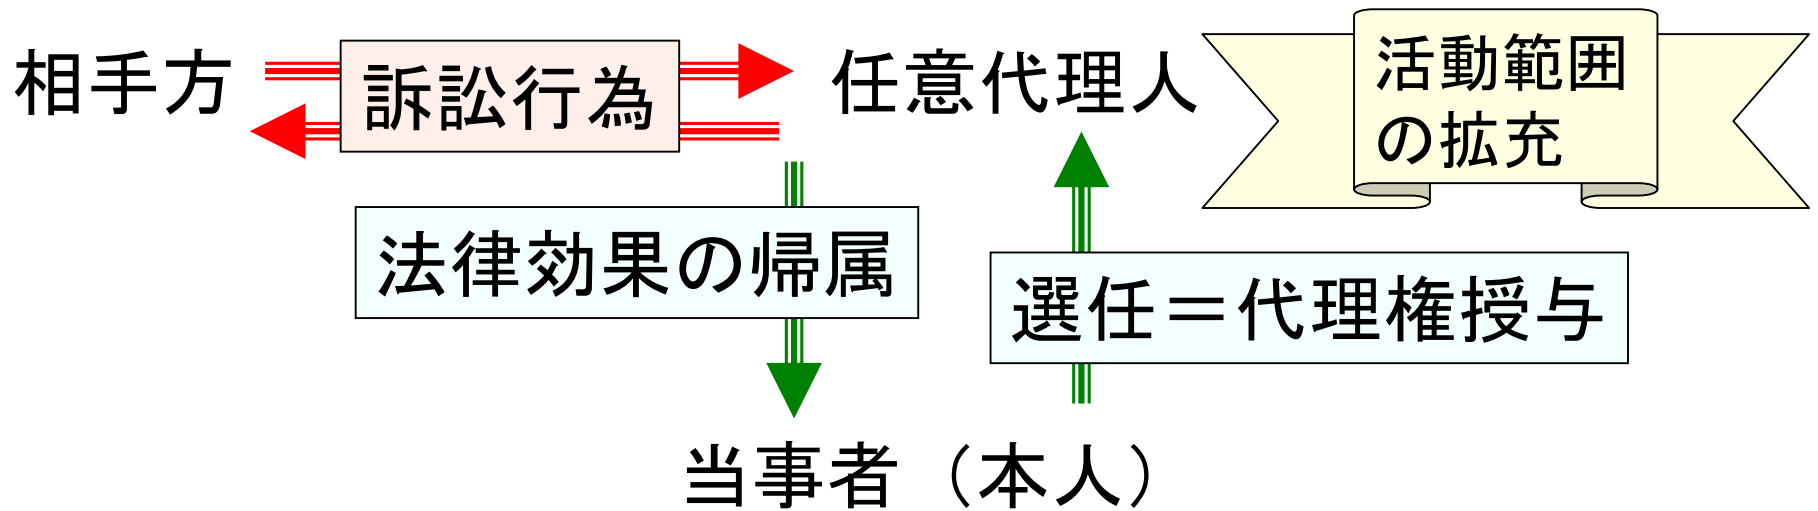 相手方
訴訟行為
任意代理人
活動範囲
の拡充
法律効果の帰属
選任＝代理権授与
当事者（本人）